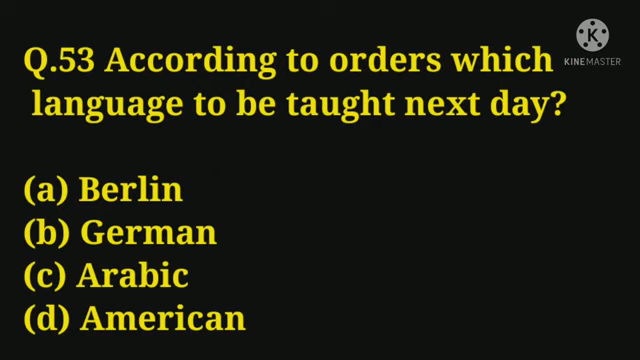 Q.53 According to orders which
language to be taught next day?
(a) Berlin
(b) German
(c) Arabic
(d) American
K
KINEMASTER